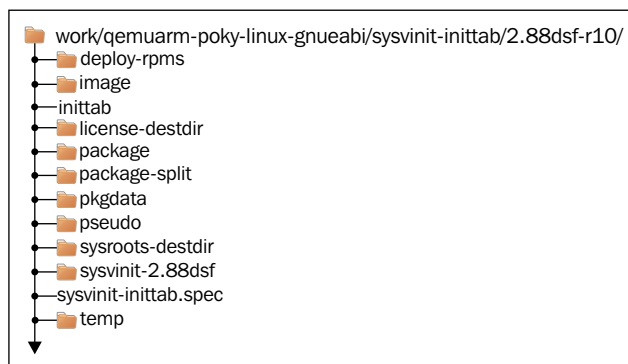 work/qemuarm-poky-linux-gnueabi/sysvinit-inittab/2.88dsf-r10/
deploy-rpms
image
inittab
license-destdir
package
package-split
pkgdata
pseudo
sysroots-destdir
sysvinit-2.88dsf
sysvinit-inittab.spec
temp